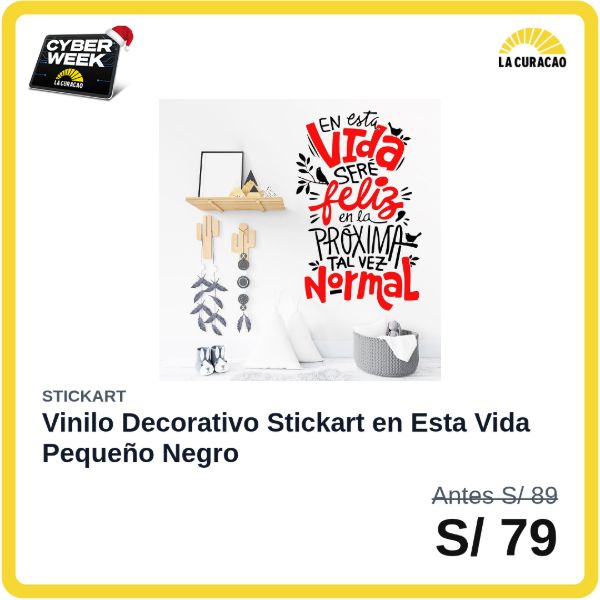 CYBER
WEEK
LA CURACAO
LA CURACAO
EN esta
Vida
SERÉ
feliz
en la
PRÓXIMA
TAL VEZ
NormaL
STICKART
Vinilo Decorativo Stickart en Esta Vida
Pequeño Negro
Antes S/ 89
S/ 79